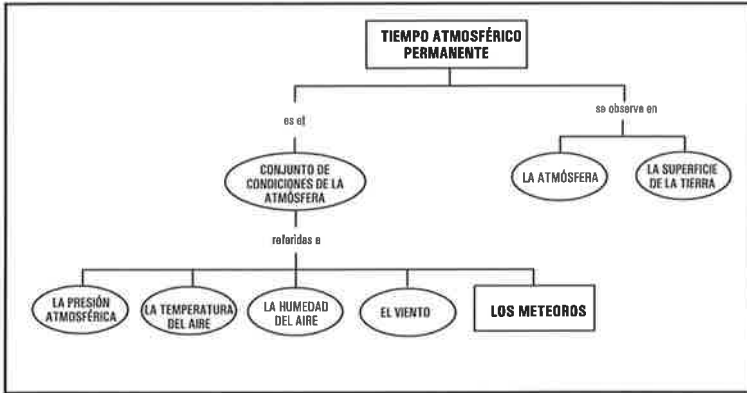 TIEMPO ATMOSFÉRICO
PERMANENTE
es el
se observe en
CONJUNTO DE
CONDICIONES DE LA
ATMÓSFERA
LA ATMÓSFERA
LA SUPERFICIE
DE LA TIERRA
referidas a
LA PRESIÓN
ATMOSFÉRICA
LA TEMPERATURA
DEL AIRE
LA HUMEDAD
DEL AIRE
EL VIENTO
LOS METEOROS